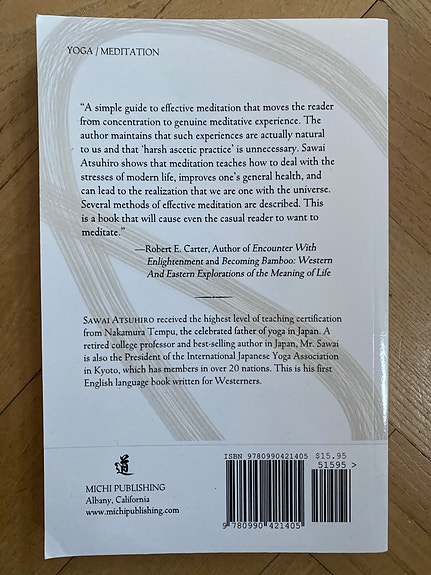 YOGA / MEDITATION
“A simple guide to effective meditation that moves the reader
from concentration to genuine meditative experience. The
author maintains that such experiences are actually natural
to us and that ‘harsh ascetic practice’ is unnecessary. Sawai
Atsuhiro shows that meditation teaches how to deal with the
stresses of modern life, improves one’s general health, and
can lead to the realization that we are one with the universe.
Several methods of effective meditation are described. This
is a book that will cause even the casual reader to want to
meditate.”
—Robert E. Carter, Author of Encounter With
Enlightenment and Becoming Bamboo: Western
And Eastern Explorations of the Meaning of Life
SAWAI ATSUHIRO received the highest level of teaching certification
from Nakamura Tempu, the celebrated father of yoga in Japan. A
retired college professor and best-selling author in Japan, Mr. Sawai
is also the President of the International Japanese Yoga Association
in Kyoto, which has members in over 20 nations. This is his first
English language book written for Westerners.
道
MICHI PUBLISHING
Albany, California
www.michipublishing.com
ISBN 9780990421405 $15.95
51595 >
9 780990 421405